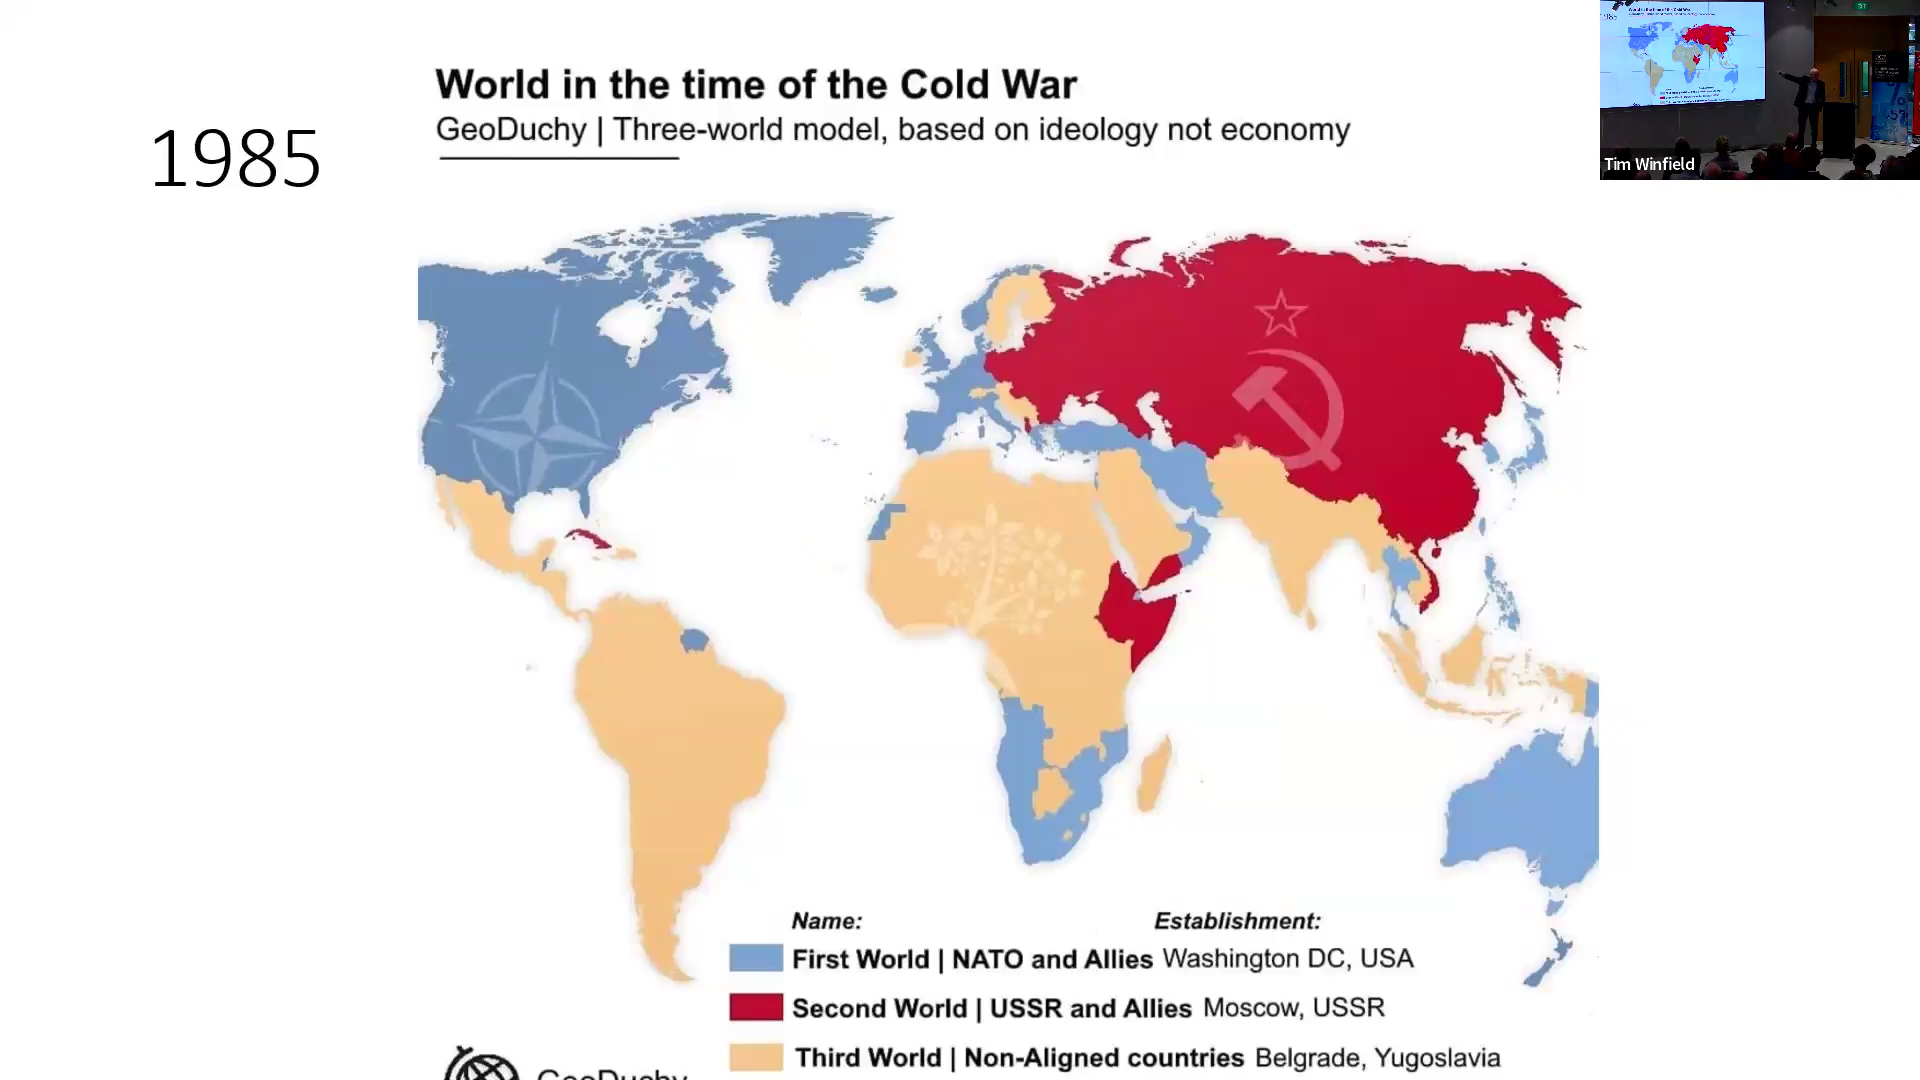 1985
World in the time of the Cold War
GeoDuchy | Three-world model, based on ideology not economy
Tim Winfield
Name: Establishment:
First World | NATO and Allies Washington DC, USA
Second World | USSR and Allies Moscow, USSR
Third World | Non-Aligned countries Belgrade, Yugoslavia
GeoDuchy